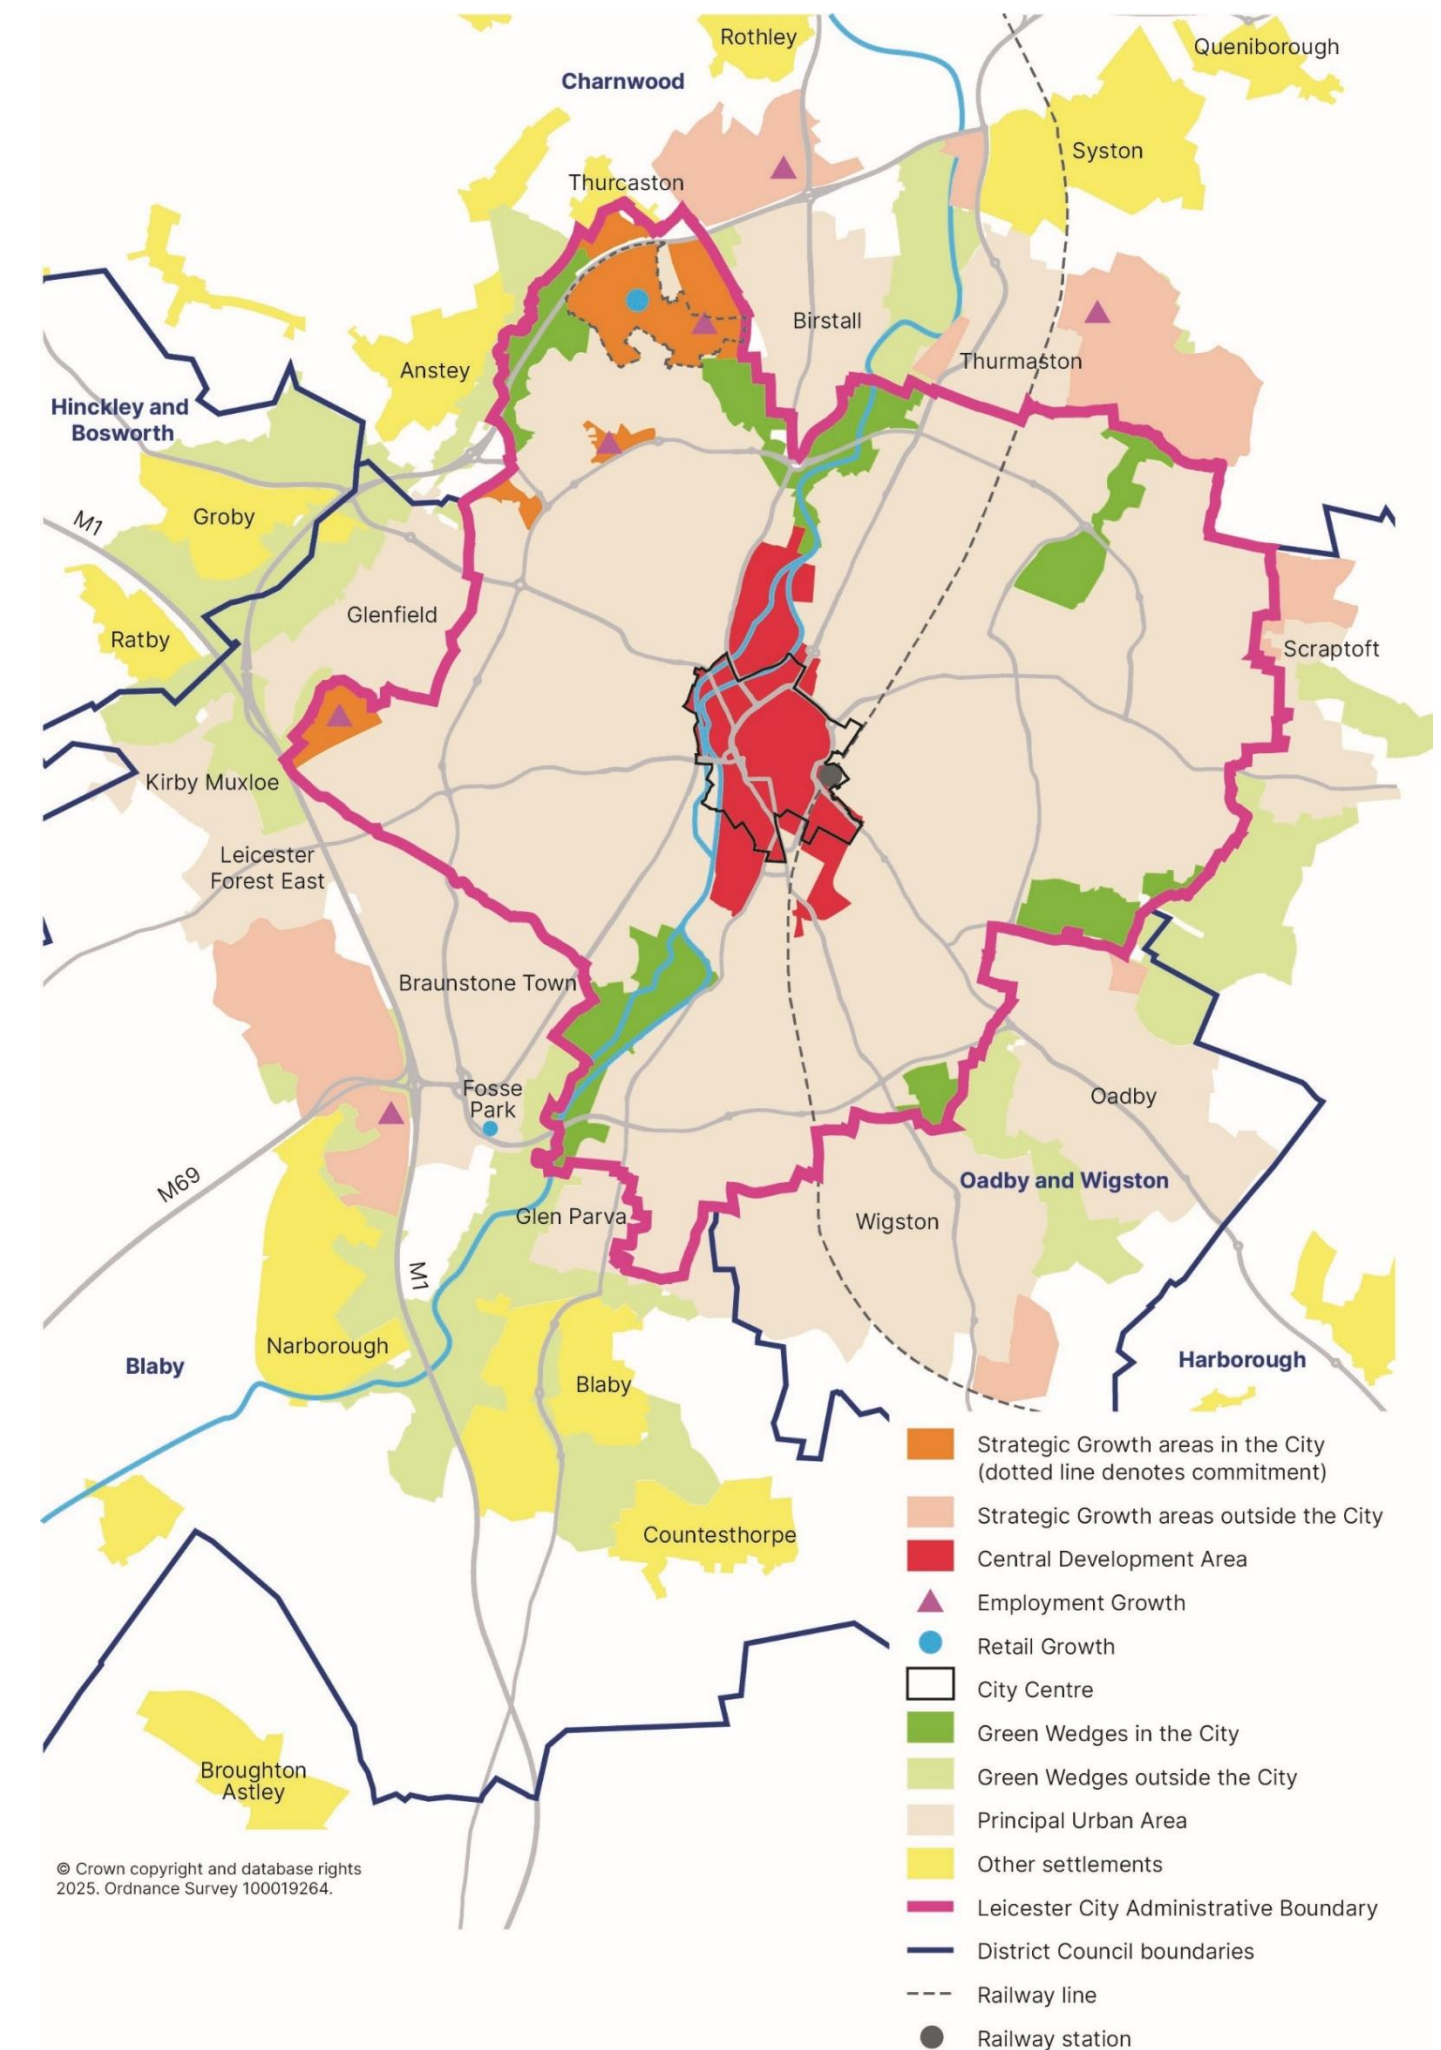 Rothley
Queniborough
Charnwood
Syston
Thurcaston
Birstall
Thurmaston
Anstey
Hinckley and
Bosworth
Groby
M1
Glenfield
Ratby
Scraptoft
Kirby Muxloe
Leicester
Forest East
Braunstone Town
Fosse
Park
Oadby
M69
Oadby and Wigston
Glen Parva
Wigston
M1
Narborough
Blaby
Harborough
Blaby
Countesthorpe
Broughton
Astley
© Crown copyright and database rights
2025. Ordnance Survey 100019264.
Strategic Growth areas in the City
(dotted line denotes commitment)
Strategic Growth areas outside the City
Central Development Area
Employment Growth
Retail Growth
City Centre
Green Wedges in the City
Green Wedges outside the City
Principal Urban Area
Other settlements
Leicester City Administrative Boundary
District Council boundaries
Railway line
Railway station